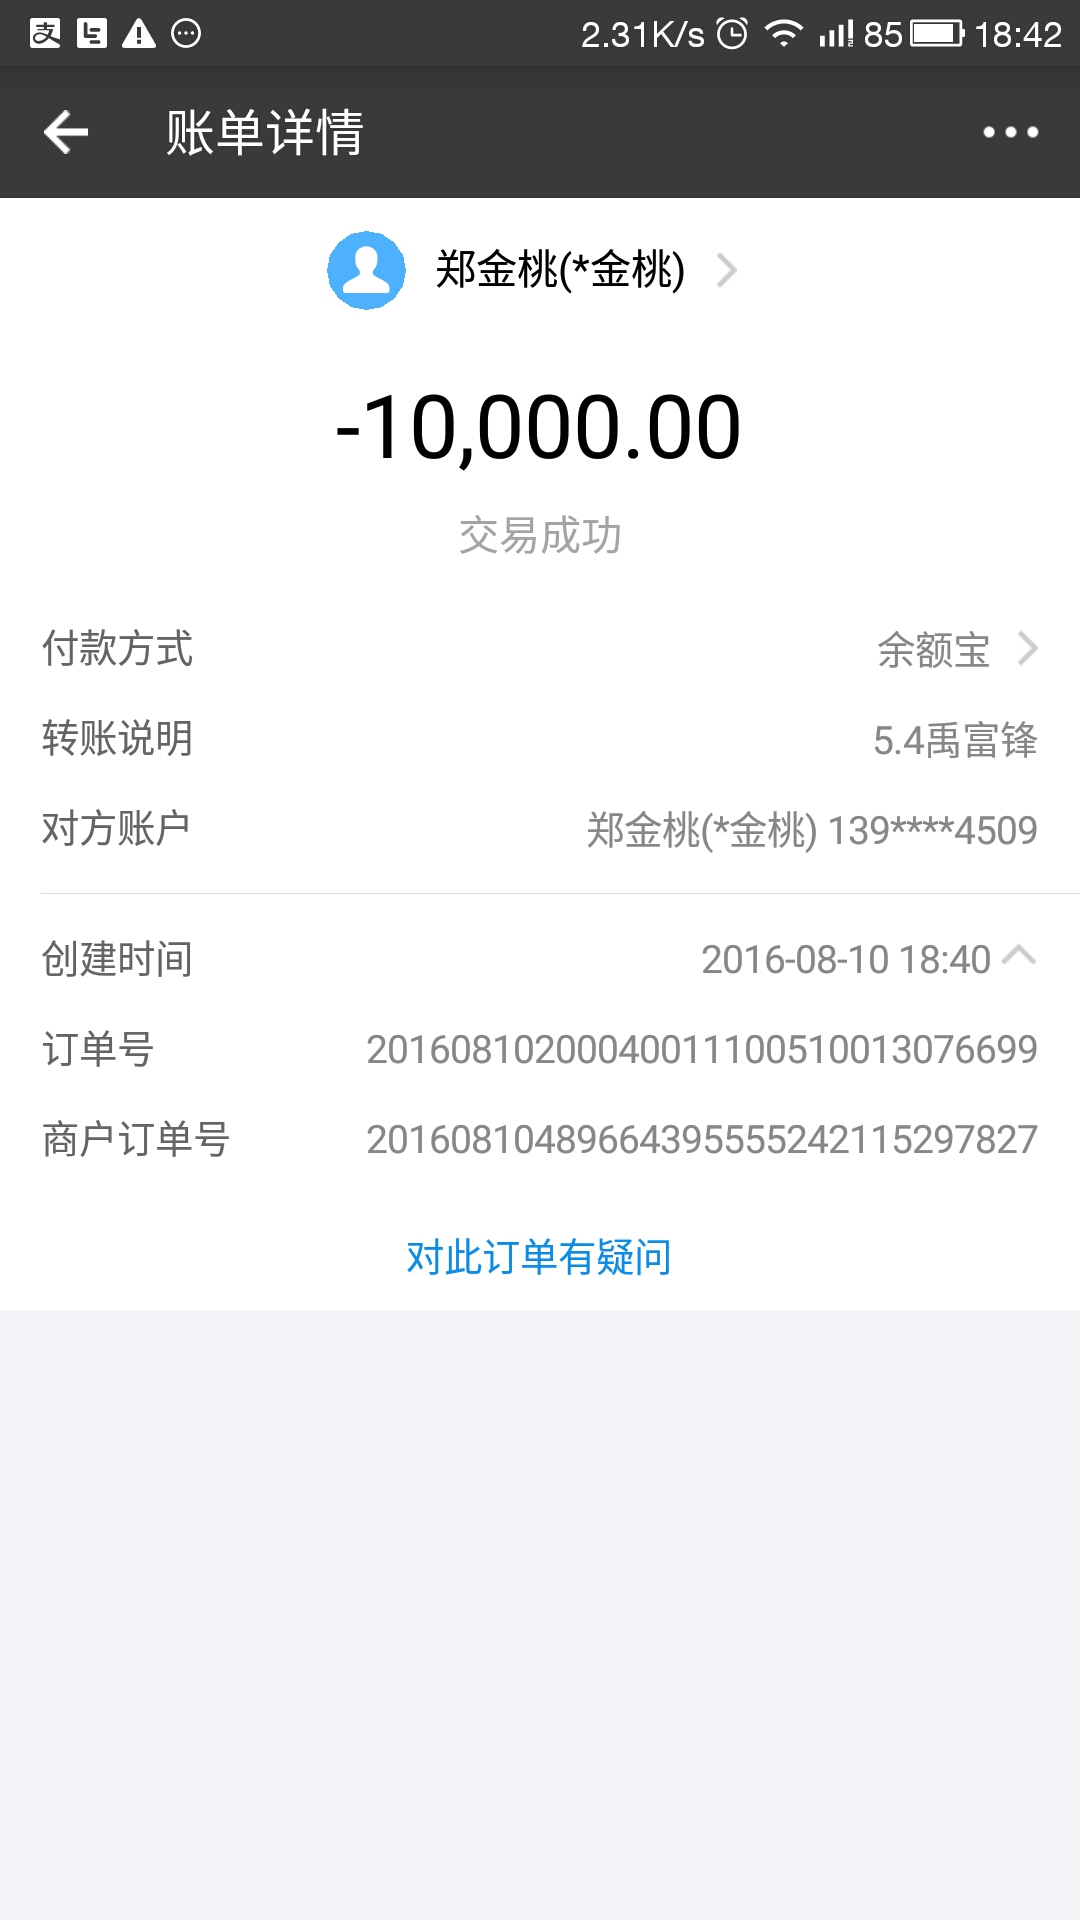 2.31K/s 85 18:42
账单详情
郑金桃(*金桃)
-10,000.00
交易成功
付款方式 余额宝
转账说明 5.4禹富锋
对方账户 郑金桃(*金桃) 139****4509
创建时间 2016-08-10 18:40
订单号 20160810200040011100510013076699
商户订单号 20160810489664395555242115297827
对此订单有疑问